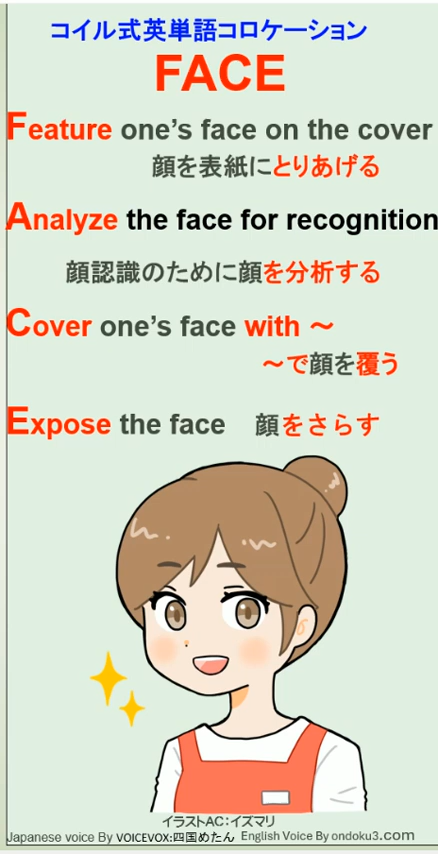 コイル式英単語コロケーション
FACE
Feature one’s face on the cover
顔を表紙にとりあげる
Analyze the face for recognition
顔認識のために顔を分析する
Cover one’s face with ～
～で顔を覆う
Expose the face 顔をさらす
イラストAC:イズマリ
Japanese voice By VOICEVOX:四国めたん English Voice By ondoku3.com